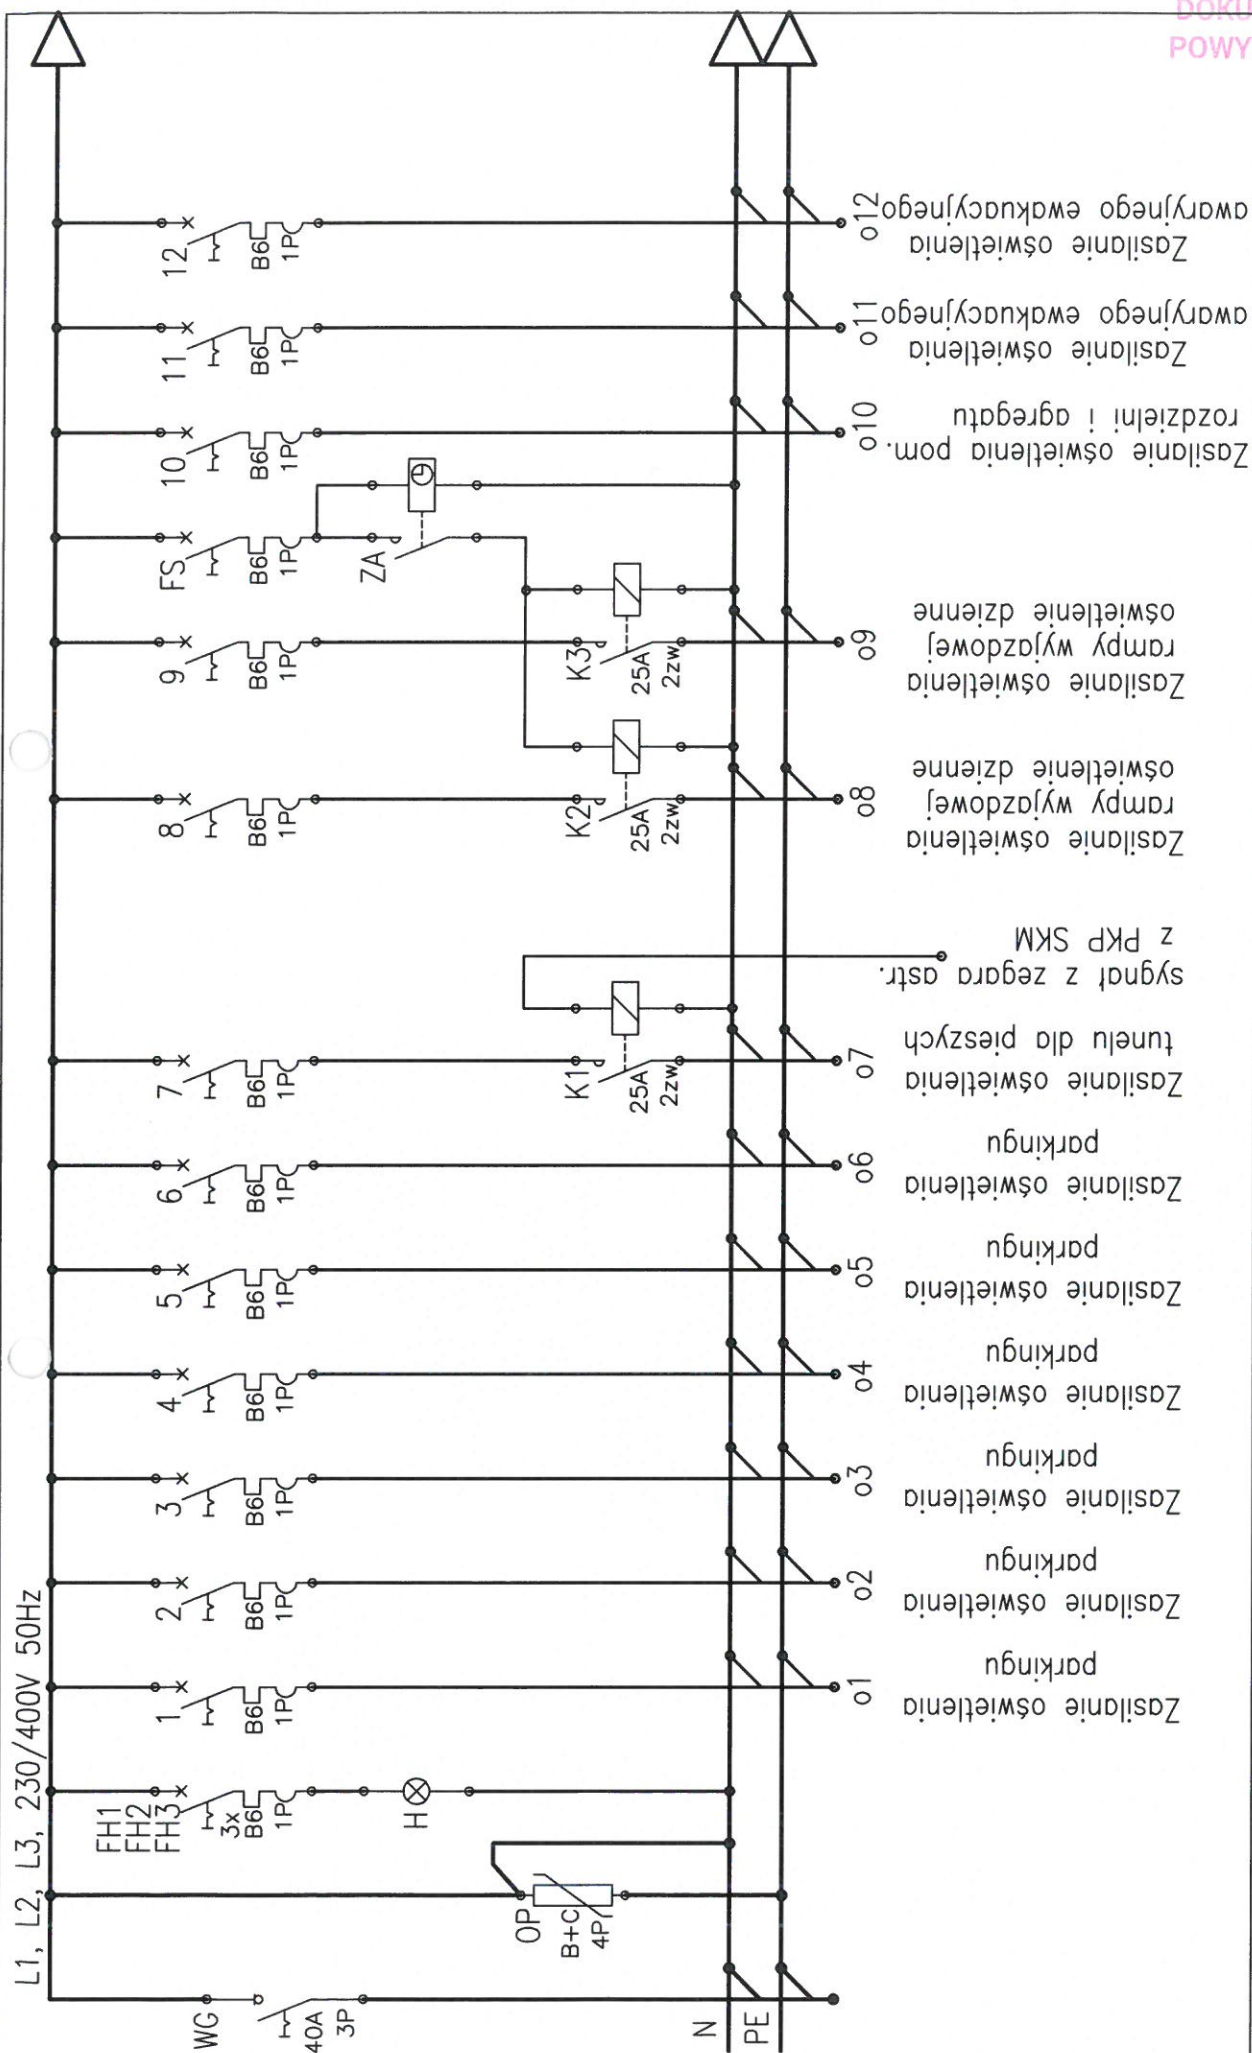 DOKU
POWY
L1, L2, L3, 230/400V 50Hz
WG
40A
3P
N
PE
OP
B+C
4P
FH1
FH2
FH3
3x
B6
1P
H
1
B6
1P
o1
Zasilanie oświetlenia
parkingu
2
B6
1P
o2
Zasilanie oświetlenia
parkingu
3
B6
1P
o3
Zasilanie oświetlenia
parkingu
4
B6
1P
o4
Zasilanie oświetlenia
parkingu
5
B6
1P
o5
Zasilanie oświetlenia
parkingu
6
B6
1P
o6
Zasilanie oświetlenia
parkingu
7
B6
1P
K1
25A
2zw
o7
Zasilanie oświetlenia
tunelu dla pieszych
sygnał z zegara astr.
z PKP SKM
8
B6
1P
K2
25A
2zw
o8
Zasilanie oświetlenia
rampy wyjazdowej
oświetlenie dzienne
9
B6
1P
K3
25A
2zw
o9
Zasilanie oświetlenia
rampy wyjazdowej
oświetlenie dzienne
FS
B6
1P
ZA
10
B6
1P
o10
Zasilanie oświetlenia pom.
rozdzielni i agregatu
11
B6
1P
o11
Zasilanie oświetlenia
awaryjnego ewakuacyjnego
12
B6
1P
o12
Zasilanie oświetlenia
awaryjnego ewakuacyjnego